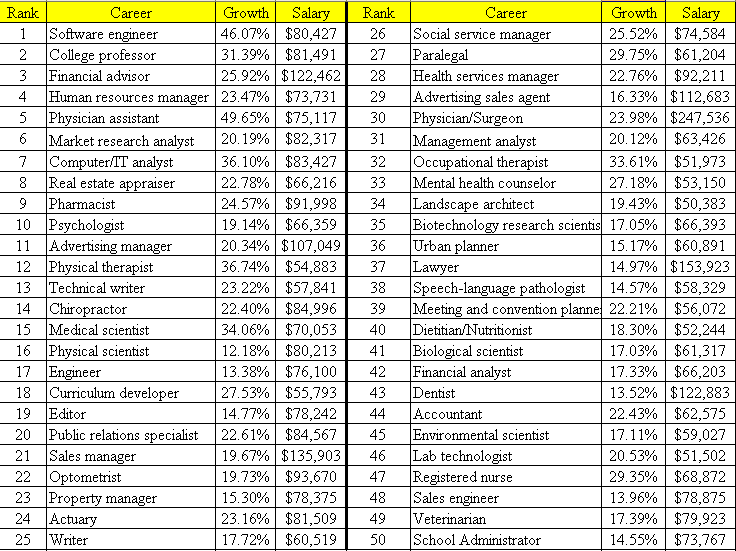 Rank Career Growth Salary Rank Career Growth Salary
1 Software engineer 46.07% $80,427 26 Social service manager 25.52% $74,584
2 College professor 31.39% $81,491 27 Paralegal 29.75% $61,204
3 Financial advisor 25.92% $122,462 28 Health services manager 22.76% $92,211
4 Human resources manager 23.47% $73,731 29 Advertising sales agent 16.33% $112,683
5 Physician assistant 49.65% $75,117 30 Physician/Surgeon 23.98% $247,536
6 Market research analyst 20.19% $82,317 31 Management analyst 20.12% $63,426
7 Computer/IT analyst 36.10% $83,427 32 Occupational therapist 33.61% $51,973
8 Real estate appraiser 22.78% $66,216 33 Mental health counselor 27.18% $53,150
9 Pharmacist 24.57% $91,998 34 Landscape architect 19.43% $50,383
10 Psychologist 19.14% $66,359 35 Biotechnology research scientis 17.05% $66,393
11 Advertising manager 20.34% $107,049 36 Urban planner 15.17% $60,891
12 Physical therapist 36.74% $54,883 37 Lawyer 14.97% $153,923
13 Technical writer 23.22% $57,841 38 Speech-language pathologist 14.57% $58,329
14 Chiropractor 22.40% $84,996 39 Meeting and convention planner 22.21% $56,072
15 Medical scientist 34.06% $70,053 40 Dietitian/Nutritionist 18.30% $52,244
16 Physical scientist 12.18% $80,213 41 Biological scientist 17.03% $61,317
17 Engineer 13.38% $76,100 42 Financial analyst 17.33% $66,203
18 Curriculum developer 27.53% $55,793 43 Dentist 13.52% $122,883
19 Editor 14.77% $78,242 44 Accountant 22.43% $62,575
20 Public relations specialist 22.61% $84,567 45 Environmental scientist 17.11% $59,027
21 Sales manager 19.67% $135,903 46 Lab technologist 20.53% $51,502
22 Optometrist 19.73% $93,670 47 Registered nurse 29.35% $68,872
23 Property manager 15.30% $78,375 48 Sales engineer 13.96% $78,875
24 Actuary 23.16% $81,509 49 Veterinarian 17.39% $79,923
25 Writer 17.72% $60,519 50 School Administrator 14.55% $73,767